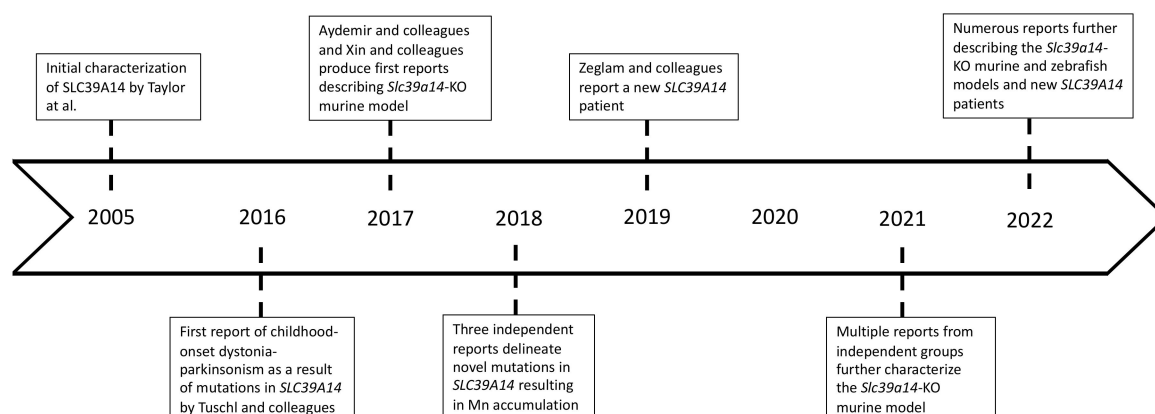 Initial characterization
of SLC39A14 by Taylor
at al.
Aydemir and colleagues
and Xin and colleagues
produce first reports
describing Slc39a14-KO
murine model
Zeglam and colleagues
report a new SLC39A14
patient
Numerous reports further
describing the Slc39a14-
KO murine and zebrafish
models and new SLC39A14
patients
2005
2016
2017
2018
2019
2020
2021
2022
First report of childhood-
onset dystonia-
parkinsonism as a result
of mutations in SLC39A14
by Tuschl and colleagues
Three independent
reports delineate
novel mutations in
SLC39A14 resulting
in Mn accumulation
Multiple reports from
independent groups
further characterize
the Slc39a14-KO
murine model